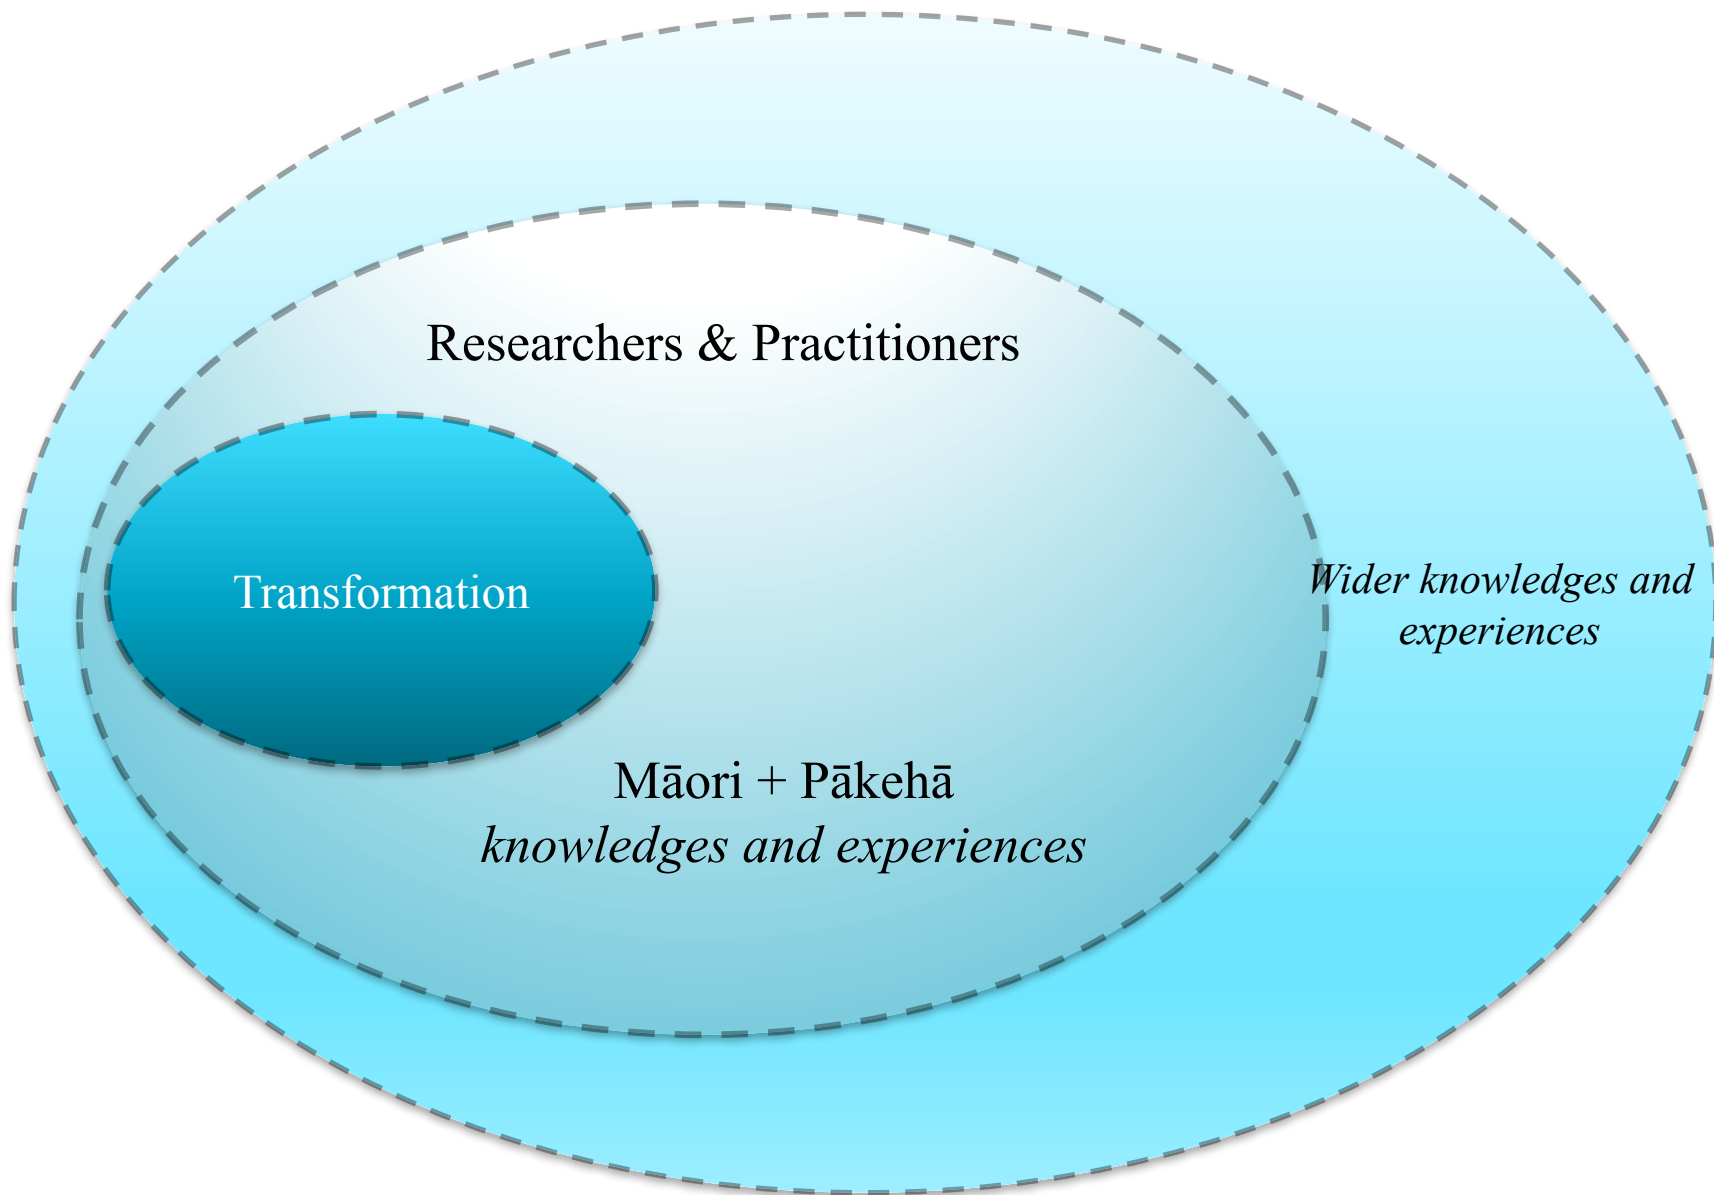 Researchers & Practitioners
Transformation
Wider knowledges and
experiences
Māori + Pākehā
knowledges and experiences